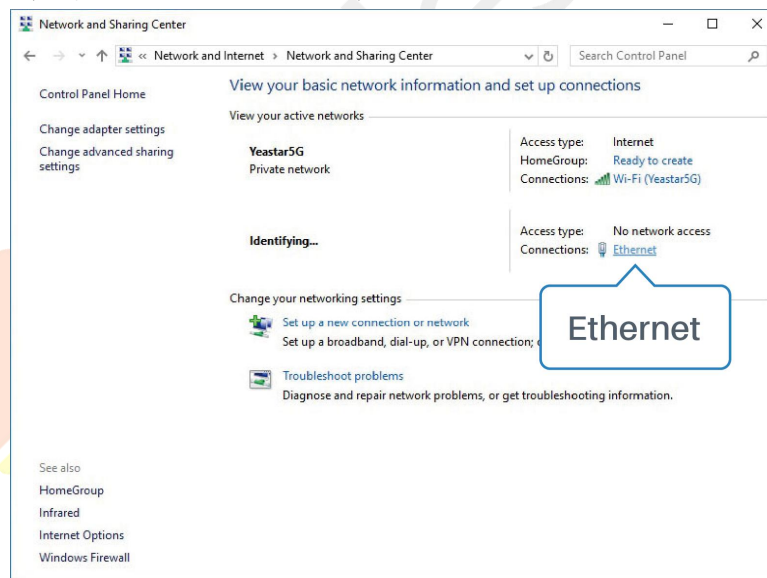 Network and Sharing Center
« Network and Internet › Network and Sharing Center
Search Control Panel
Control Panel Home
Change adapter settings
Change advanced sharing
settings
View your basic network information and set up connections
View your active networks
Yeastar5G
Private network
Access type: Internet
HomeGroup: Ready to create
Connections: Wi-Fi (Yeastar5G)
Identifying...
Access type: No network access
Connections: Ethernet
Ethernet
Change your networking settings
Set up a new connection or network
Set up a broadband, dial-up, or VPN connection;
Troubleshoot problems
Diagnose and repair network problems, or get troubleshooting information.
See also
HomeGroup
Infrared
Internet Options
Windows Firewall